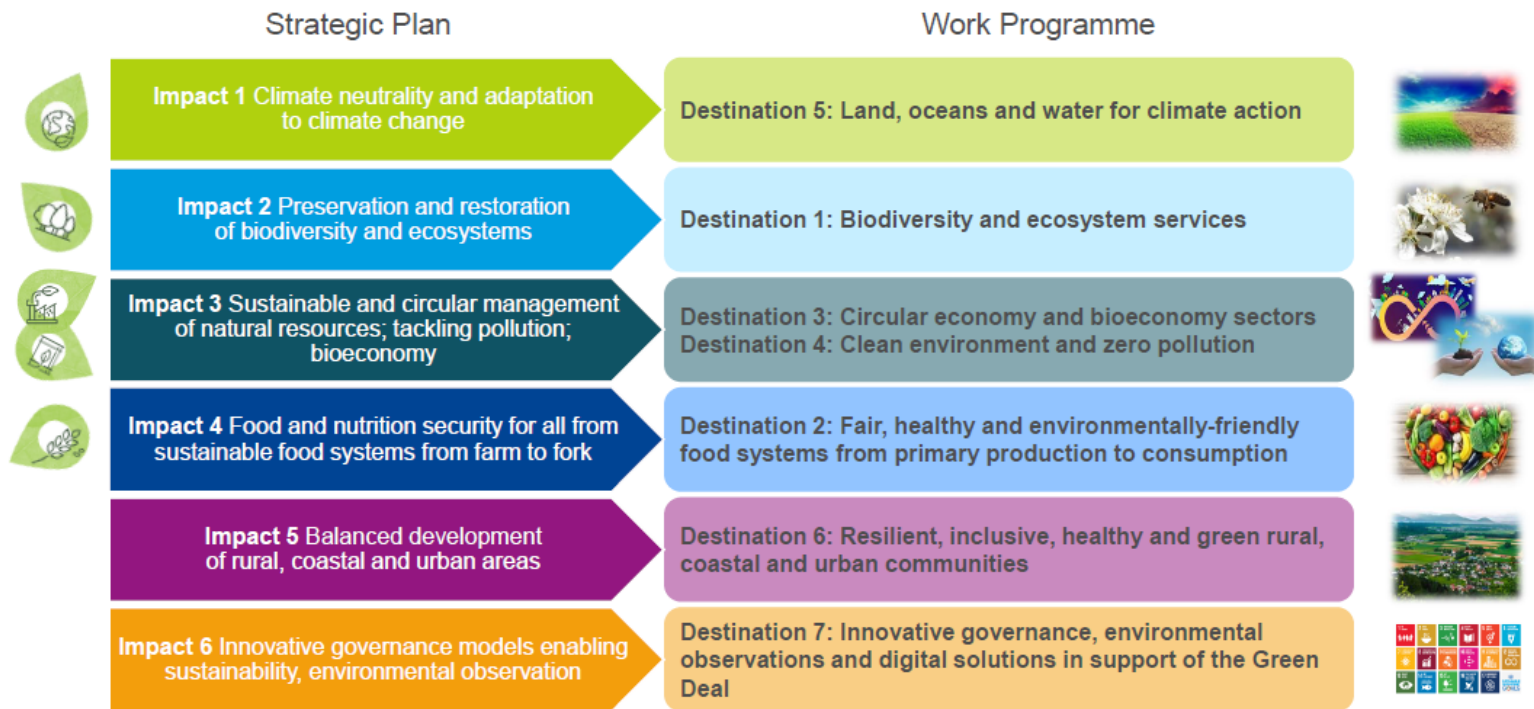 Strategic Plan
Work Programme
Impact 1 Climate neutrality and adaptation
to climate change
Destination 5: Land, oceans and water for climate action
Impact 2 Preservation and restoration
of biodiversity and ecosystems
Destination 1: Biodiversity and ecosystem services
Impact 3 Sustainable and circular management
of natural resources; tackling pollution;
bioeconomy
Destination 3: Circular economy and bioeconomy sectors
Destination 4: Clean environment and zero pollution
Impact 4 Food and nutrition security for all from
sustainable food systems from farm to fork
Destination 2: Fair, healthy and environmentally-friendly
food systems from primary production to consumption
Impact 5 Balanced development
of rural, coastal and urban areas
Destination 6: Resilient, inclusive, healthy and green rural,
coastal and urban communities
Impact 6 Innovative governance models enabling
sustainability, environmental observation
Destination 7: Innovative governance, environmental
observations and digital solutions in support of the Green
Deal